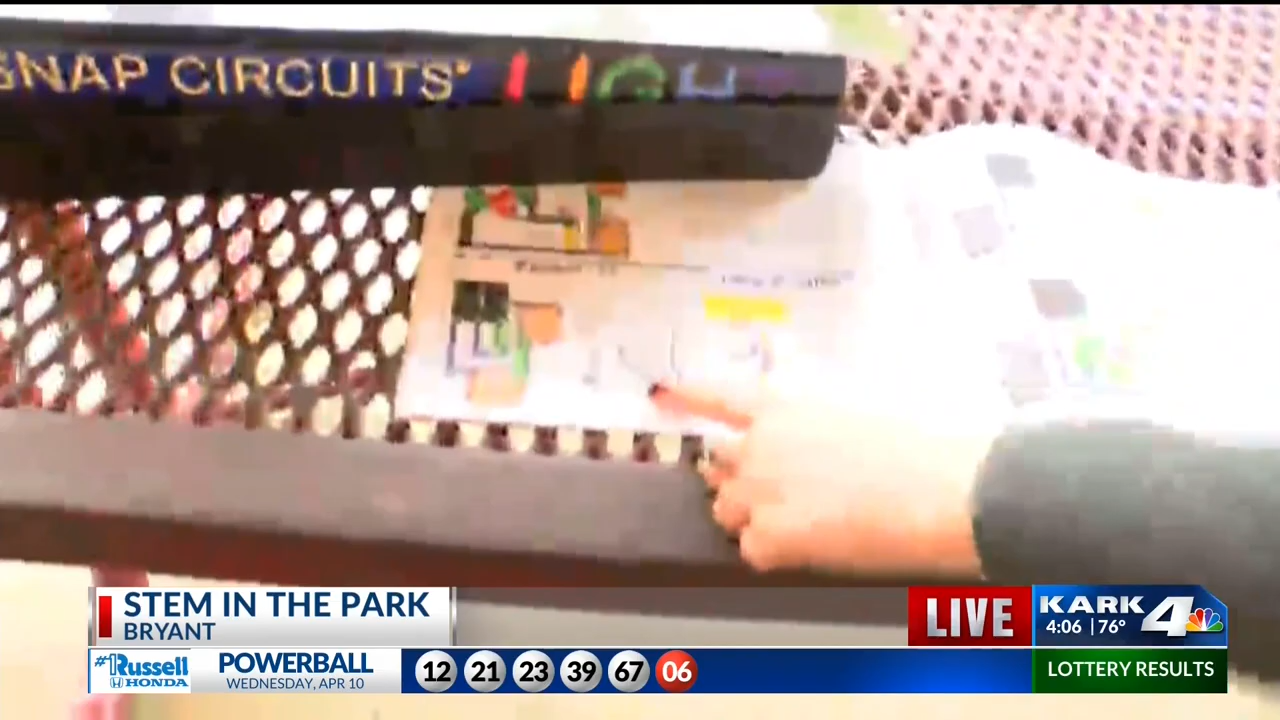 SNAP CIRCUITS®
STEM IN THE PARK
BRYANT
LIVE
KARK 4
4:06 | 76°
#1 Russell
HONDA
POWERBALL
WEDNESDAY, APR 10
12 21 23 39 67 06
LOTTERY RESULTS